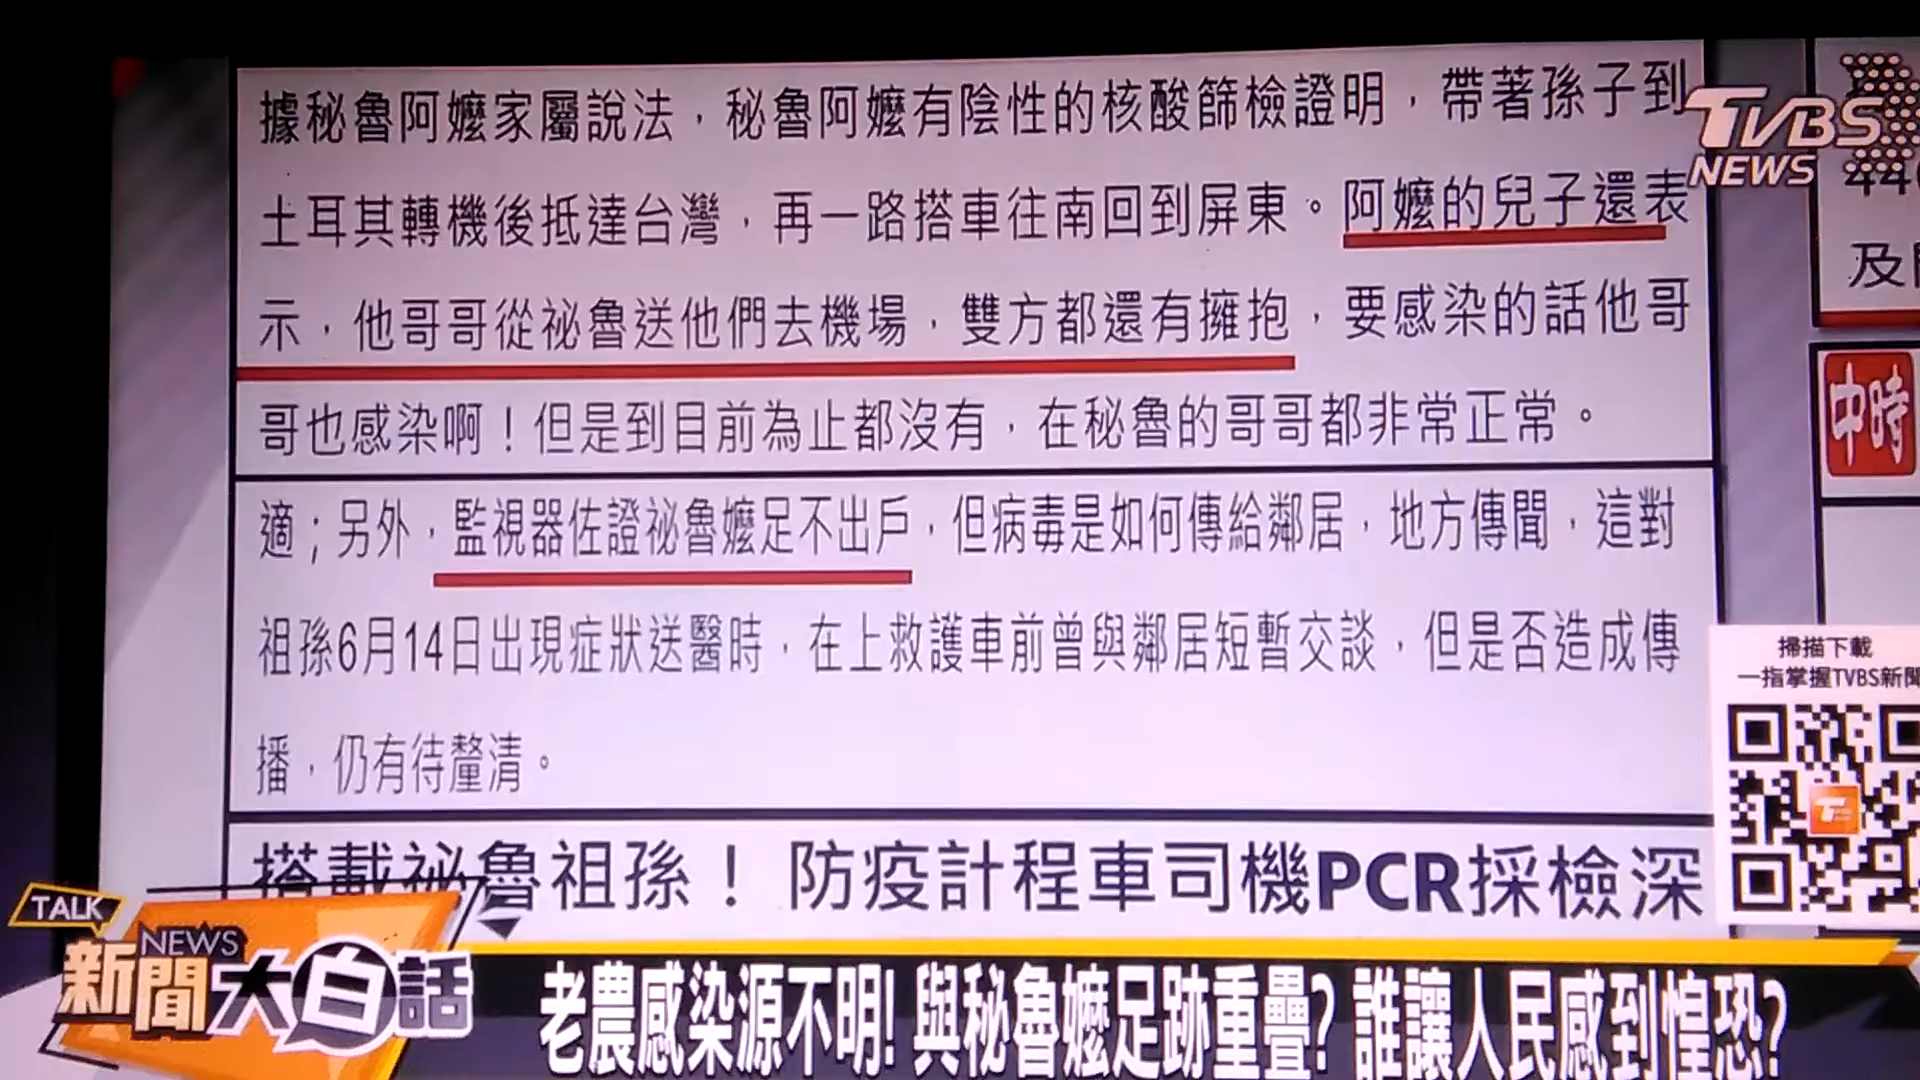 據秘魯阿嬤家屬說法，秘魯阿嬤有陰性的核酸篩檢證明，帶著孫子到
土耳其轉機後抵達台灣，再一路搭車往南回到屏東。阿嬤的兒子還表
示，他哥哥從祕魯送他們去機場，雙方都還有擁抱，要感染的話他哥
哥也感染啊！但是到目前為止都沒有，在秘魯的哥哥都非常正常。
適；另外，監視器佐證祕魯嬤足不出戶，但病毒是如何傳給鄰居，地方傳聞，這對
祖孫6月14日出現症狀送醫時，在上救護車前曾與鄰居短暫交談，但是否造成傳
播，仍有待釐清。
搭載祕魯祖孫！防疫計程車司機PCR採檢深
TVBS
NEWS
44
及
中時
掃描下載
一指掌握TVBS新聞
T
TALK
NEWS
新聞大白話
老農感染源不明！與秘魯嬤足跡重疊？誰讓人民感到惶恐？